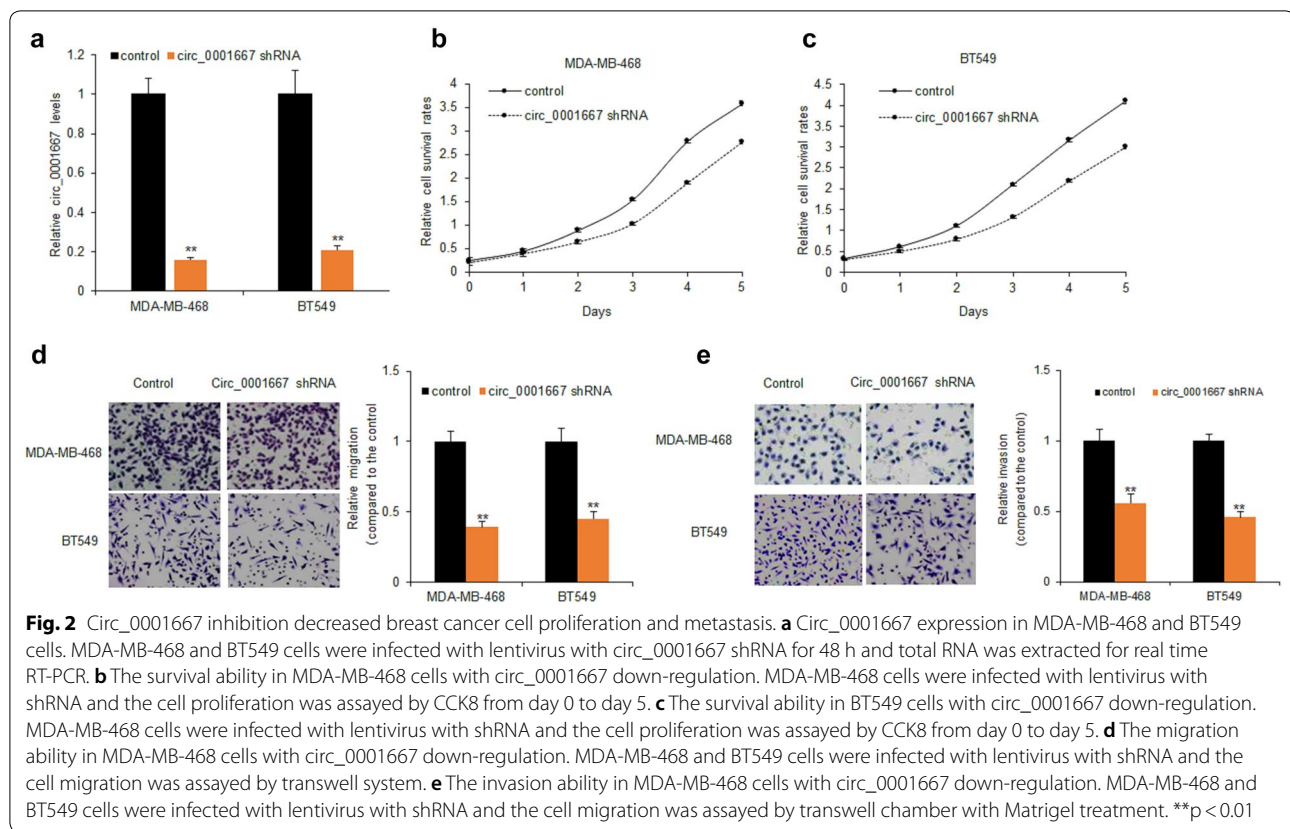 a
control circ_0001667 shRNA
Relative circ_0001667 levels
1.2
1
0.8
0.6
0.4
0.2
0
**
**
MDA-MB-468 BT549
b
MDA-MB-468
control
circ_0001667 shRNA
Relative cell survival rates
4
3.5
3
2.5
2
1.5
1
0.5
0
0 1 2 3 4 5
Days
c
BT549
control
circ_0001667 shRNA
Relative cell survival rates
4.5
4
3.5
3
2.5
2
1.5
1
0.5
0
0 1 2 3 4 5
Days
d
Control Circ_0001667 shRNA
MDA-MB-468
BT549
control circ_0001667 shRNA
Relative migration
(compared to the control)
1.5
1
0.5
0
**
**
MDA-MB-468 BT549
e
Control Circ_0001667 shRNA
MDA-MB-468
BT549
control circ_0001667 shRNA
Relative invasion
(compared to the control)
1.5
1
0.5
0
**
**
MDA-MB-468 BT549
Fig. 2 Circ_0001667 inhibition decreased breast cancer cell proliferation and metastasis. a Circ_0001667 expression in MDA-MB-468 and BT549
cells. MDA-MB-468 and BT549 cells were infected with lentivirus with circ_0001667 shRNA for 48 h and total RNA was extracted for real time
RT-PCR. b The survival ability in MDA-MB-468 cells with circ_0001667 down-regulation. MDA-MB-468 cells were infected with lentivirus with
shRNA and the cell proliferation was assayed by CCK8 from day 0 to day 5. c The survival ability in BT549 cells with circ_0001667 down-regulation.
MDA-MB-468 cells were infected with lentivirus with shRNA and the cell proliferation was assayed by CCK8 from day 0 to day 5. d The migration
ability in MDA-MB-468 cells with circ_0001667 down-regulation. MDA-MB-468 and BT549 cells were infected with lentivirus with shRNA and the
cell migration was assayed by transwell system. e The invasion ability in MDA-MB-468 cells with circ_0001667 down-regulation. MDA-MB-468 and
BT549 cells were infected with lentivirus with shRNA and the cell migration was assayed by transwell chamber with Matrigel treatment. **p < 0.01